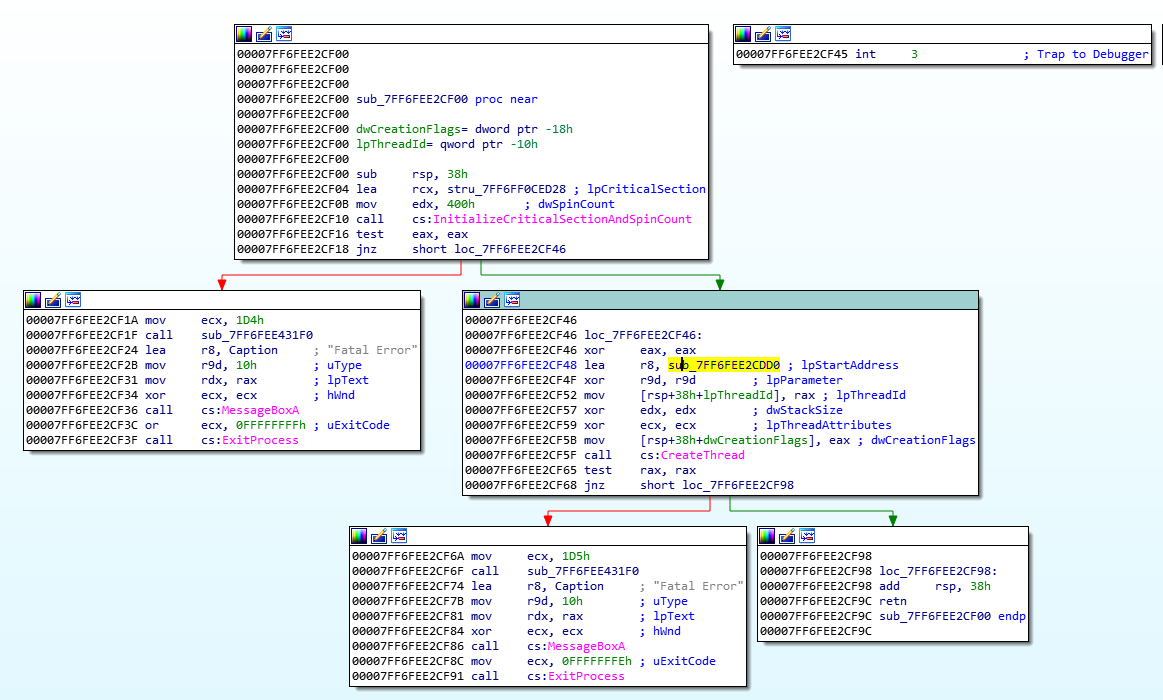 00007FF6FEE2CF00
00007FF6FEE2CF00
00007FF6FEE2CF00
00007FF6FEE2CF00 sub_7FF6FEE2CF00 proc near
00007FF6FEE2CF00
00007FF6FEE2CF00 dwCreationFlags= dword ptr -18h
00007FF6FEE2CF00 lpThreadId= qword ptr -10h
00007FF6FEE2CF00
00007FF6FEE2CF00 sub rsp, 38h
00007FF6FEE2CF04 lea rcx, stru_7FF6FF0CED28 ; lpCriticalSection
00007FF6FEE2CF0B mov edx, 400h ; dwSpinCount
00007FF6FEE2CF10 call cs:InitializeCriticalSectionAndSpinCount
00007FF6FEE2CF16 test eax, eax
00007FF6FEE2CF18 jnz short loc_7FF6FEE2CF46
00007FF6FEE2CF45 int 3 ; Trap to Debugger
00007FF6FEE2CF1A mov ecx, 1D4h
00007FF6FEE2CF1F call sub_7FF6FEE431F0
00007FF6FEE2CF24 lea r8, Caption ; "Fatal Error"
00007FF6FEE2CF2B mov r9d, 10h ; uType
00007FF6FEE2CF31 mov rdx, rax ; lpText
00007FF6FEE2CF34 xor ecx, ecx ; hWnd
00007FF6FEE2CF36 call cs:MessageBoxA
00007FF6FEE2CF3C or ecx, 0FFFFFFFFh ; uExitCode
00007FF6FEE2CF3F call cs:ExitProcess
00007FF6FEE2CF46
00007FF6FEE2CF46 loc_7FF6FEE2CF46:
00007FF6FEE2CF46 xor eax, eax
00007FF6FEE2CF48 lea r8, sub_7FF6FEE2CDD0 ; lpStartAddress
00007FF6FEE2CF4F xor r9d, r9d ; lpParameter
00007FF6FEE2CF52 mov [rsp+38h+lpThreadId], rax ; lpThreadId
00007FF6FEE2CF57 xor edx, edx ; dwStackSize
00007FF6FEE2CF59 xor ecx, ecx ; lpThreadAttributes
00007FF6FEE2CF5B mov [rsp+38h+dwCreationFlags], eax ; dwCreationFlags
00007FF6FEE2CF5F call cs:CreateThread
00007FF6FEE2CF65 test rax, rax
00007FF6FEE2CF68 jnz short loc_7FF6FEE2CF98
00007FF6FEE2CF6A mov ecx, 1D5h
00007FF6FEE2CF6F call sub_7FF6FEE431F0
00007FF6FEE2CF74 lea r8, Caption ; "Fatal Error"
00007FF6FEE2CF7B mov r9d, 10h ; uType
00007FF6FEE2CF81 mov rdx, rax ; lpText
00007FF6FEE2CF84 xor ecx, ecx ; hWnd
00007FF6FEE2CF86 call cs:MessageBoxA
00007FF6FEE2CF8C mov ecx, 0FFFFFFFEh ; uExitCode
00007FF6FEE2CF91 call cs:ExitProcess
00007FF6FEE2CF98
00007FF6FEE2CF98 loc_7FF6FEE2CF98:
00007FF6FEE2CF98 add rsp, 38h
00007FF6FEE2CF9C retn
00007FF6FEE2CF9C sub_7FF6FEE2CF00 endp
00007FF6FEE2CF9C